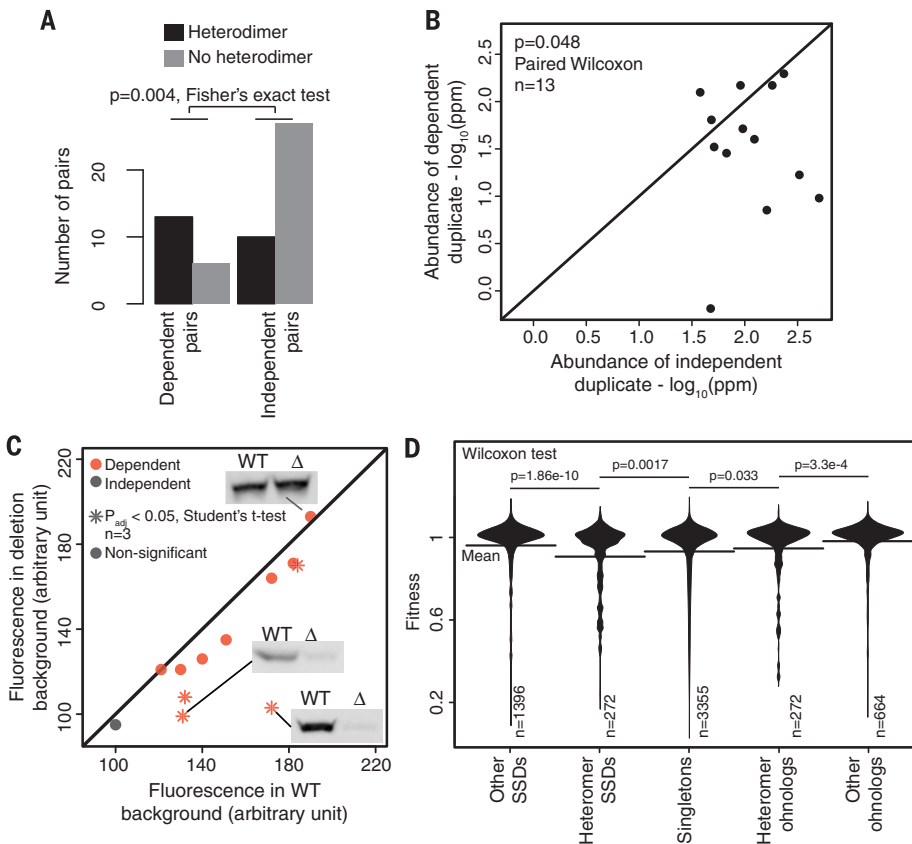 A
Heterodimer
No heterodimer
p=0.004, Fisher's exact test
Number of pairs
0
10
20
Dependent
pairs
Independent
pairs
B
p=0.048
Paired Wilcoxon
n=13
Abundance of dependent
duplicate - log10(ppm)
0.0
0.5
1.0
1.5
2.0
2.5
0.0
0.5
1.0
1.5
2.0
2.5
Abundance of independent
duplicate - log10(ppm)
C
Dependent
Independent
Padj < 0.05, Student's t-test
n=3
Non-significant
WT Δ
WT Δ
WT Δ
Fluorescence in deletion
background (arbitrary unit)
100
140
180
220
100
140
180
220
Fluorescence in WT
background (arbitrary unit)
D
Wilcoxon test
p=1.86e-10
p=0.0017
p=0.033
p=3.3e-4
Mean
Fitness
0.2
0.6
1
n=1396
n=272
n=3355
n=272
n=664
Other
SSDs
Heteromer
SSDs
Singletons
Heteromer
ohnologs
Other
ohnologs